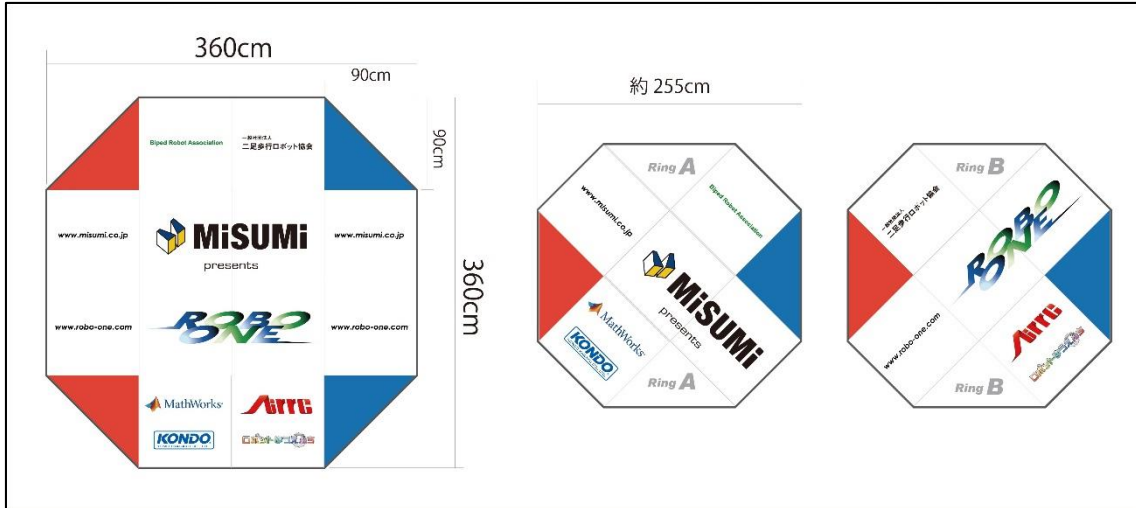 360cm
90cm
90cm
360cm
Biped Robot Association
一般社団法人
二足歩行ロボット協会
www.misumi.co.jp
MiSUMi
presents
www.misumi.co.jp
www.robo-one.com
ROBO
ONE
www.robo-one.com
MathWorks®
KONDO
約 255cm
Ring A
www.misumi.co.jp
Biped Robot Association
MiSUMi
presents
MathWorks®
KONDO
Ring A
Ring B
一般社団法人
二足歩行ロボット協会
ROBO
ONE
www.robo-one.com
Ring B